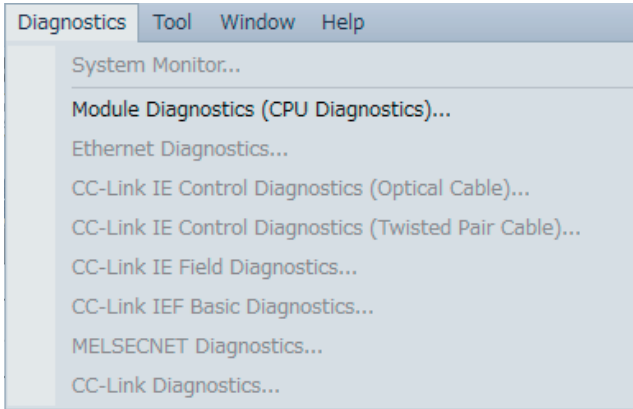 Diagnostics Tool Window Help
System Monitor...
Module Diagnostics (CPU Diagnostics)...
Ethernet Diagnostics...
CC-Link IE Control Diagnostics (Optical Cable)...
CC-Link IE Control Diagnostics (Twisted Pair Cable)...
CC-Link IE Field Diagnostics...
CC-Link IEF Basic Diagnostics...
MELSECNET Diagnostics...
CC-Link Diagnostics...